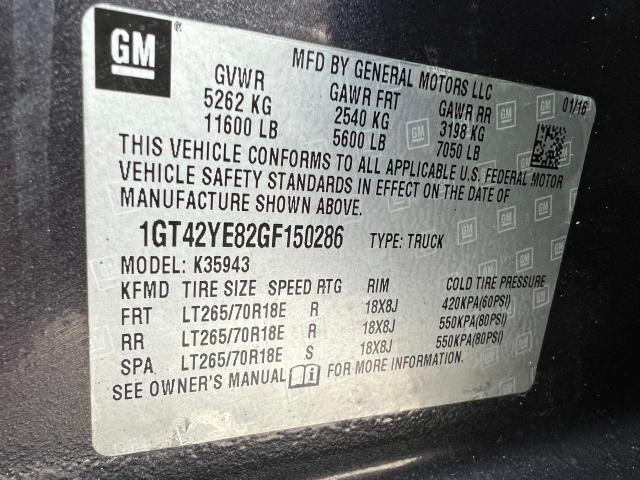 GM
MFD BY GENERAL MOTORS LLC
01/16
GVWR GAWR FRT GAWR RR
5262 KG 2540 KG 3198 KG
11600 LB 5600 LB 7050 LB
THIS VEHICLE CONFORMS TO ALL APPLICABLE U.S. FEDERAL MOTOR
VEHICLE SAFETY STANDARDS IN EFFECT ON THE DATE OF
MANUFACTURE SHOWN ABOVE.
1GT42YE82GF150286 TYPE: TRUCK
MODEL: K35943
KFMD TIRE SIZE SPEED RTG RIM COLD TIRE PRESSURE
FRT LT265/70R18E R 18X8J 420KPA(60PSI)
RR LT265/70R18E R 18X8J 550KPA(80PSI)
SPA LT265/70R18E S 18X8J 550KPA(80PSI)
SEE OWNER'S MANUAL